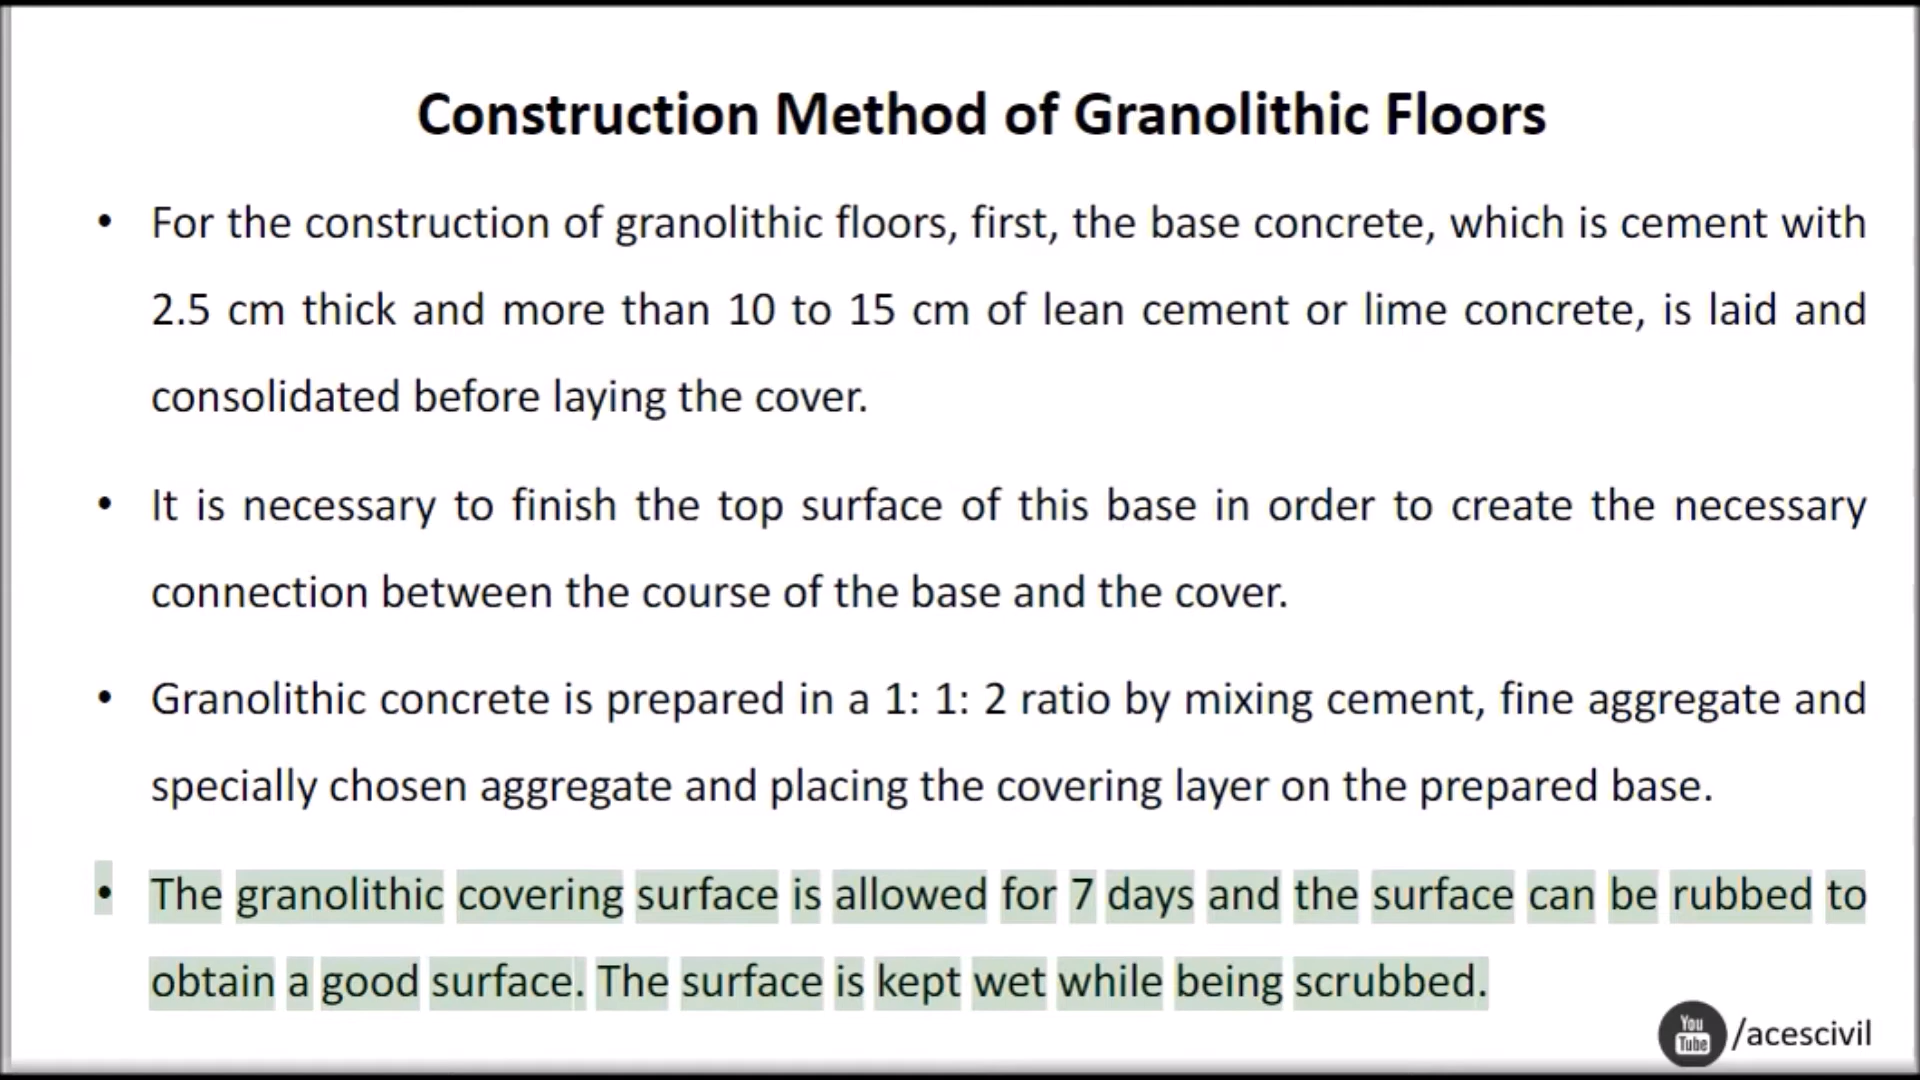 Construction Method of Granolithic Floors
• For the construction of granolithic floors, first, the base concrete, which is cement with
2.5 cm thick and more than 10 to 15 cm of lean cement or lime concrete, is laid and
consolidated before laying the cover.
• It is necessary to finish the top surface of this base in order to create the necessary
connection between the course of the base and the cover.
• Granolithic concrete is prepared in a 1: 1: 2 ratio by mixing cement, fine aggregate and
specially chosen aggregate and placing the covering layer on the prepared base.
• The granolithic covering surface is allowed for 7 days and the surface can be rubbed to
obtain a good surface. The surface is kept wet while being scrubbed.
You
Tube /acescivil